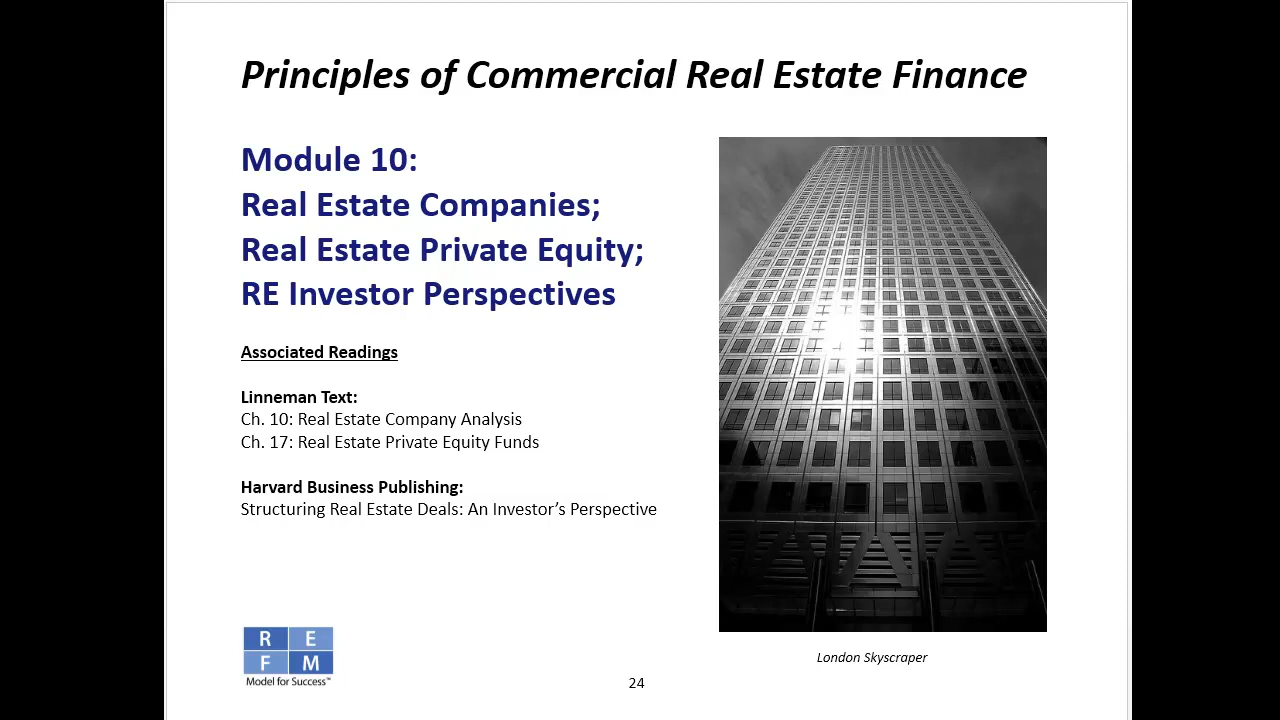 Principles of Commercial Real Estate Finance
Module 10:
Real Estate Companies;
Real Estate Private Equity;
RE Investor Perspectives
Associated Readings
Linneman Text:
Ch. 10: Real Estate Company Analysis
Ch. 17: Real Estate Private Equity Funds
Harvard Business Publishing:
Structuring Real Estate Deals: An Investor’s Perspective
R E
F M
Model for Success™
London Skyscraper
24